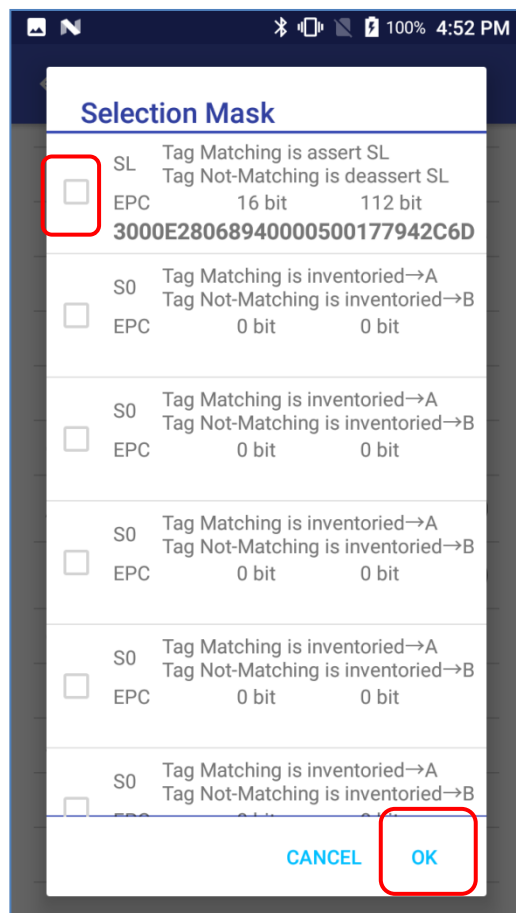 100% 4:52 PM
Selection Mask
SL Tag Matching is assert SL
Tag Not-Matching is deassert SL
EPC 16 bit 112 bit
3000E28068940000500177942C6D
S0 Tag Matching is inventoried→A
Tag Not-Matching is inventoried→B
EPC 0 bit 0 bit
S0 Tag Matching is inventoried→A
Tag Not-Matching is inventoried→B
EPC 0 bit 0 bit
S0 Tag Matching is inventoried→A
Tag Not-Matching is inventoried→B
EPC 0 bit 0 bit
S0 Tag Matching is inventoried→A
Tag Not-Matching is inventoried→B
EPC 0 bit 0 bit
S0 Tag Matching is inventoried→A
Tag Not-Matching is inventoried→B
CANCEL OK